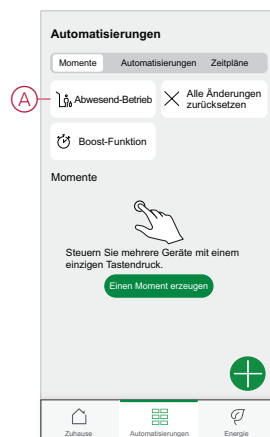 Automatisierungen
Momente Automatisierungen Zeitpläne
A
Abwesend-Betrieb
Alle Änderungen
zurücksetzen
Boost-Funktion
Momente
Steuern Sie mehrere Geräte mit einem
einzigen Tastendruck.
Einen Moment erzeugen
Zuhause Automatisierungen Energie